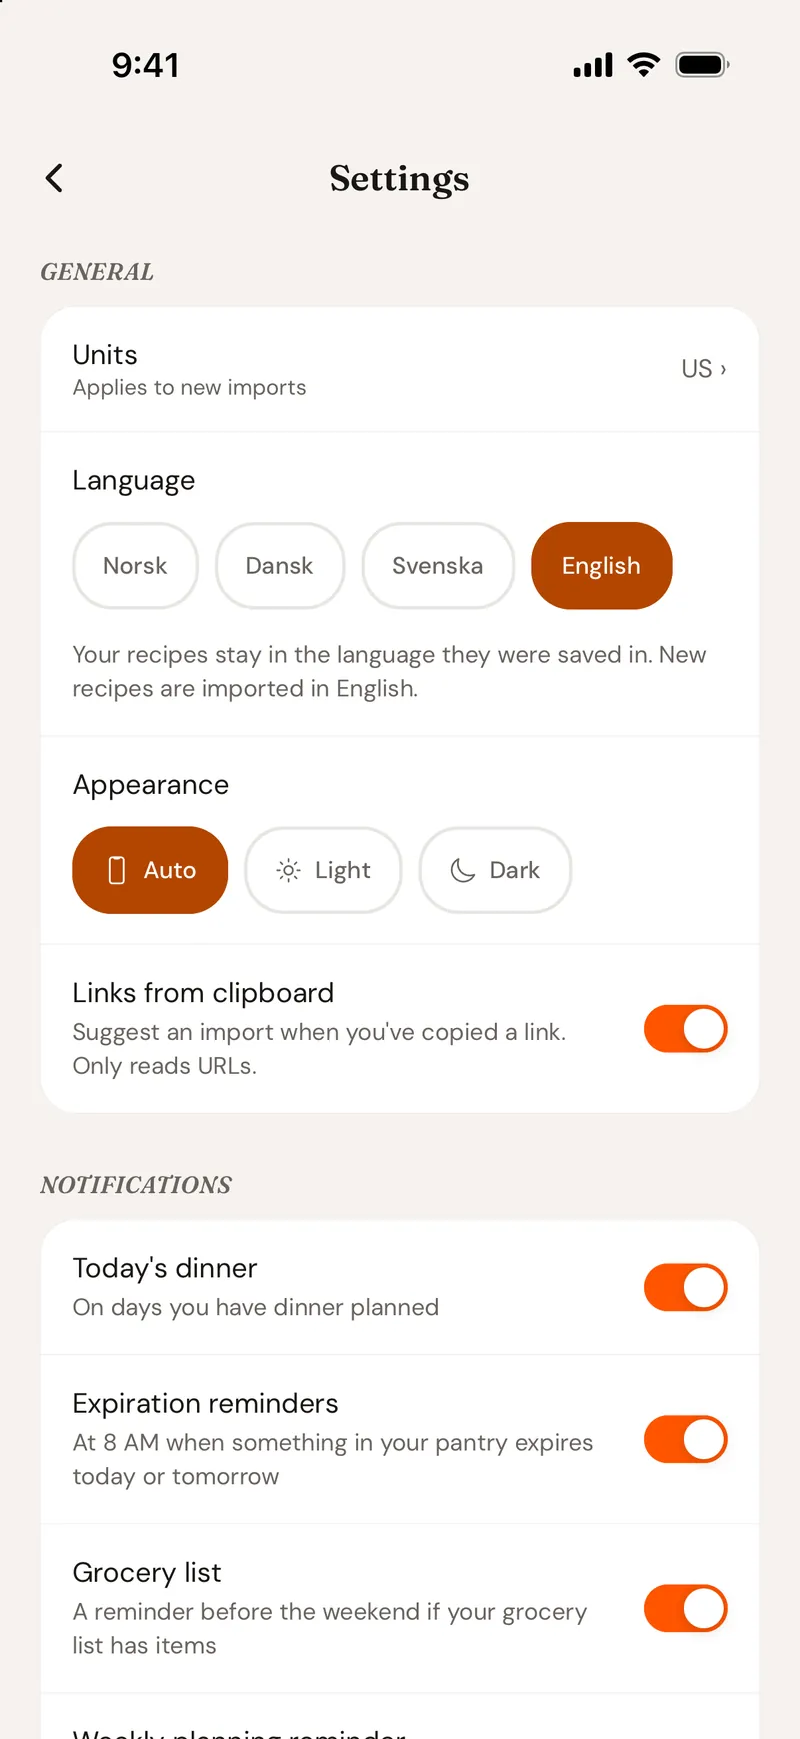 9:41
Settings
GENERAL
Units
Applies to new imports
US ›
Language
Norsk
Dansk
Svenska
English
Your recipes stay in the language they were saved in. New
recipes are imported in English.
Appearance
Auto
Light
Dark
Links from clipboard
Suggest an import when you've copied a link.
Only reads URLs.
NOTIFICATIONS
Today's dinner
On days you have dinner planned
Expiration reminders
At 8 AM when something in your pantry expires
today or tomorrow
Grocery list
A reminder before the weekend if your grocery
list has items
Weekly planning reminder